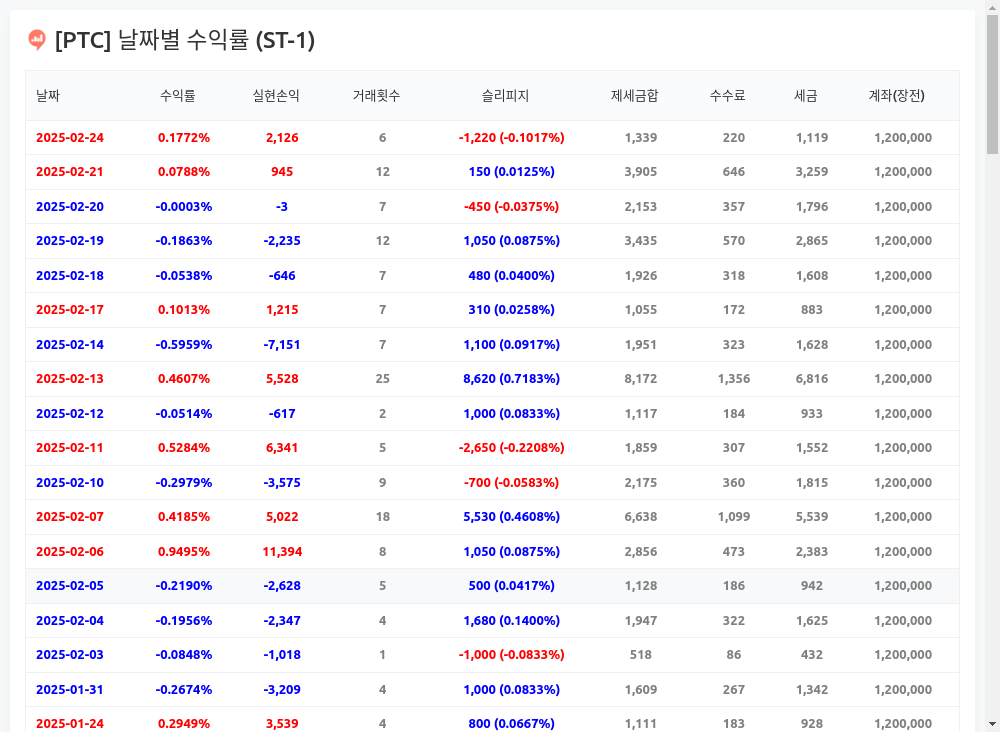 [PTC] 날짜별 수익률 (ST-1)
날짜 수익률 실현손익 거래횟수 슬리피지 제세금합 수수료 세금 계좌(장전)
2025-02-24 0.1772% 2,126 6 -1,220 (-0.1017%) 1,339 220 1,119 1,200,000
2025-02-21 0.0788% 945 12 150 (0.0125%) 3,905 646 3,259 1,200,000
2025-02-20 -0.0003% -3 7 -450 (-0.0375%) 2,153 357 1,796 1,200,000
2025-02-19 -0.1863% -2,235 12 1,050 (0.0875%) 3,435 570 2,865 1,200,000
2025-02-18 -0.0538% -646 7 480 (0.0400%) 1,926 318 1,608 1,200,000
2025-02-17 0.1013% 1,215 7 310 (0.0258%) 1,055 172 883 1,200,000
2025-02-14 -0.5959% -7,151 7 1,100 (0.0917%) 1,951 323 1,628 1,200,000
2025-02-13 0.4607% 5,528 25 8,620 (0.7183%) 8,172 1,356 6,816 1,200,000
2025-02-12 -0.0514% -617 2 1,000 (0.0833%) 1,117 184 933 1,200,000
2025-02-11 0.5284% 6,341 5 -2,650 (-0.2208%) 1,859 307 1,552 1,200,000
2025-02-10 -0.2979% -3,575 9 -700 (-0.0583%) 2,175 360 1,815 1,200,000
2025-02-07 0.4185% 5,022 18 5,530 (0.4608%) 6,638 1,099 5,539 1,200,000
2025-02-06 0.9495% 11,394 8 1,050 (0.0875%) 2,856 473 2,383 1,200,000
2025-02-05 -0.2190% -2,628 5 500 (0.0417%) 1,128 186 942 1,200,000
2025-02-04 -0.1956% -2,347 4 1,680 (0.1400%) 1,947 322 1,625 1,200,000
2025-02-03 -0.0848% -1,018 1 -1,000 (-0.0833%) 518 86 432 1,200,000
2025-01-31 -0.2674% -3,209 4 1,000 (0.0833%) 1,609 267 1,342 1,200,000
2025-01-24 0.2949% 3,539 4 800 (0.0667%) 1,111 183 928 1,200,000